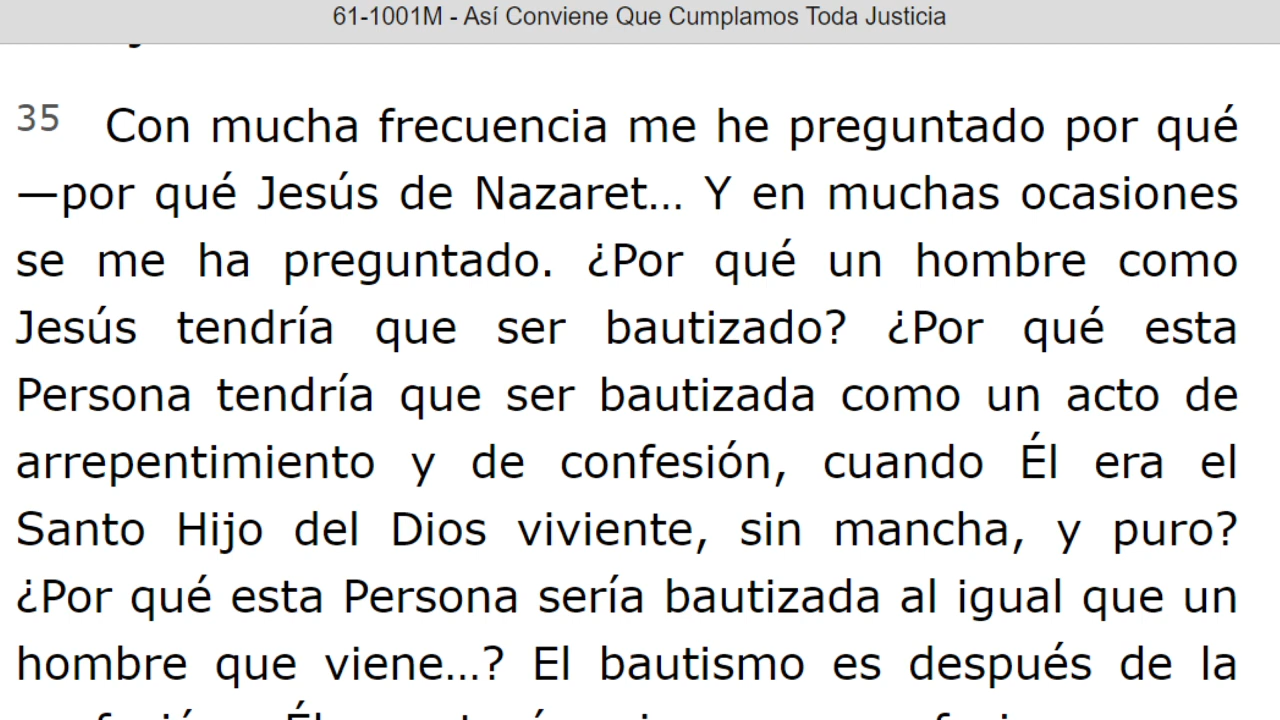 61-1001M - Así Conviene Que Cumplamos Toda Justicia
35 Con mucha frecuencia me he preguntado por qué
—por qué Jesús de Nazaret... Y en muchas ocasiones
se me ha preguntado. ¿Por qué un hombre como
Jesús tendría que ser bautizado? ¿Por qué esta
Persona tendría que ser bautizada como un acto de
arrepentimiento y de confesión, cuando Él era el
Santo Hijo del Dios viviente, sin mancha, y puro?
¿Por qué esta Persona sería bautizada al igual que un
hombre que viene...? El bautismo es después de la